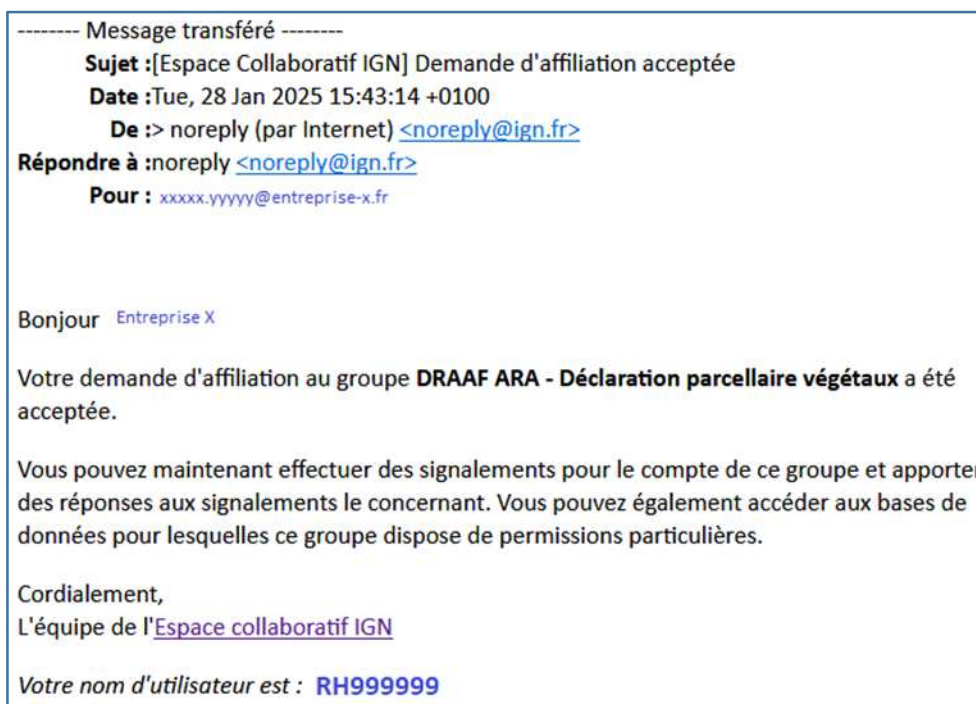 -------- Message transféré --------
Sujet :[Espace Collaboratif IGN] Demande d'affiliation acceptée
Date :Tue, 28 Jan 2025 15:43:14 +0100
De :> noreply (par Internet) <noreply@ign.fr>
Répondre à :noreply <noreply@ign.fr>
Pour : xxxxx.yyyyy@entreprise-x.fr
Bonjour Entreprise X
Votre demande d'affiliation au groupe DRAAF ARA - Déclaration parcellaire végétaux a été
acceptée.
Vous pouvez maintenant effectuer des signalements pour le compte de ce groupe et apporter
des réponses aux signalements le concernant. Vous pouvez également accéder aux bases de
données pour lesquelles ce groupe dispose de permissions particulières.
Cordialement,
L'équipe de l'Espace collaboratif IGN
Votre nom d'utilisateur est : RH999999